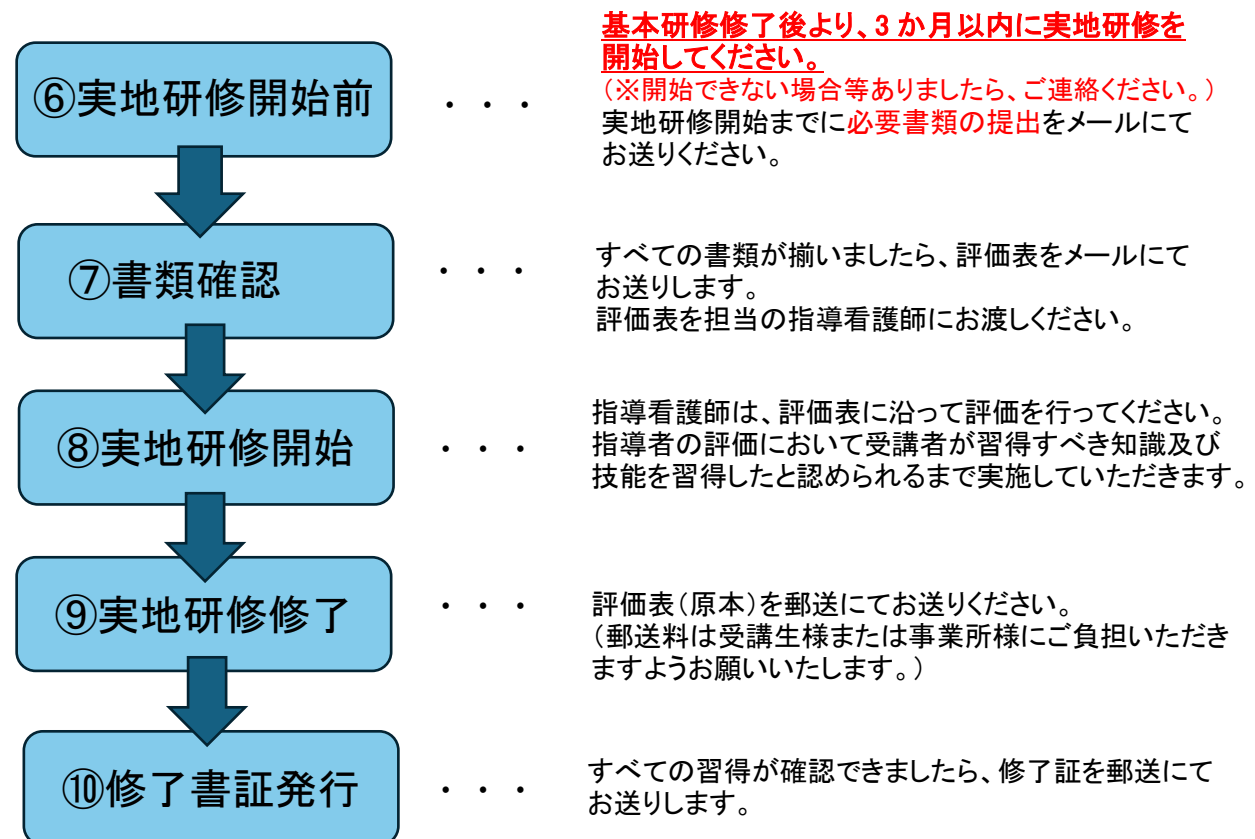 ⑥実地研修開始前
・・・
基本研修修了後より、3 か月以内に実地研修を
開始してください。
(※開始できない場合等ありましたら、ご連絡ください。)
実地研修開始までに必要書類の提出をメールにて
お送りください。
⑦書類確認
・・・
すべての書類が揃いましたら、評価表をメールにて
お送りします。
評価表を担当の指導看護師にお渡しください。
⑧実地研修開始
・・・
指導看護師は、評価表に沿って評価を行ってください。
指導者の評価において受講者が習得すべき知識及び
技能を習得したと認められるまで実施していただきます。
⑨実地研修修了
・・・
評価表(原本)を郵送にてお送りください。
(郵送料は受講生様または事業所様にご負担いただき
ますようお願いいたします。)
⑩修了書証発行
・・・
すべての習得が確認できましたら、修了証を郵送にて
お送りします。